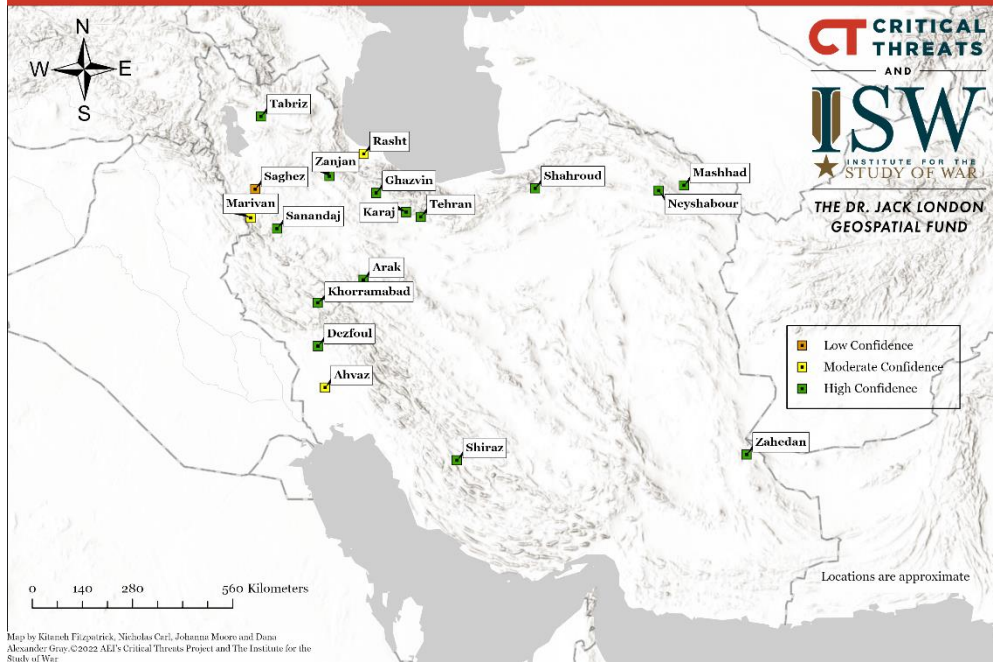 N
W E
S
CT CRITICAL
THREATS
AND
ISW
INSTITUTE FOR THE
STUDY OF WAR
THE DR. JACK LONDON
GEOSPATIAL FUND
Tabriz
Rasht
Zanjan
Saghez
Ghazvin
Shahroud
Mashhad
Neyshabour
Marivan
Sanandaj
Karaj
Tehran
Arak
Khorramabad
Dezfoul
Ahvaz
Low Confidence
Moderate Confidence
High Confidence
Shiraz
Zahedan
0 140 280 560 Kilometers
Locations are approximate
Map by Kitaneh Fitzpatrick, Nicholas Carl, Johanna Moore and Dana
Alexander Gray.©2022 AEI's Critical Threats Project and The Institute for the
Study of War